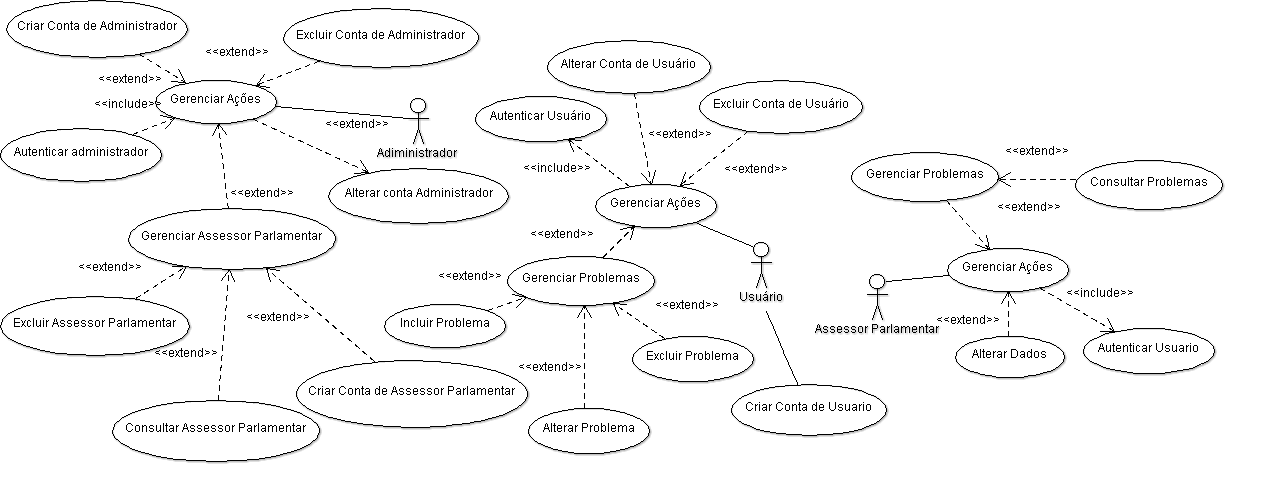 Criar Conta de Administrador
<<extend>>
Excluir Conta de Administrador
<<extend>>
<<include>>
Gerenciar Ações
<<extend>>
Autenticar administrador
Adiministrador
Alterar conta Administrador
<<extend>>
Gerenciar Assessor Parlamentar
<<extend>>
Excluir Assessor Parlamentar
<<extend>>
<<extend>>
Criar Conta de Assessor Parlamentar
Consultar Assessor Parlamentar
Alterar Conta de Usuário
Autenticar Usuário
Excluir Conta de Usuário
<<extend>>
<<include>>
<<extend>>
Gerenciar Ações
<<extend>>
Gerenciar Problemas
<<extend>>
Usuário
Incluir Problema
<<extend>>
Excluir Problema
<<extend>>
Alterar Problema
Criar Conta de Usuario
<<extend>>
Gerenciar Problemas
Consultar Problemas
<<extend>>
Gerenciar Ações
<<include>>
Assessor Parlamentar
<<extend>>
Alterar Dados
Autenticar Usuario